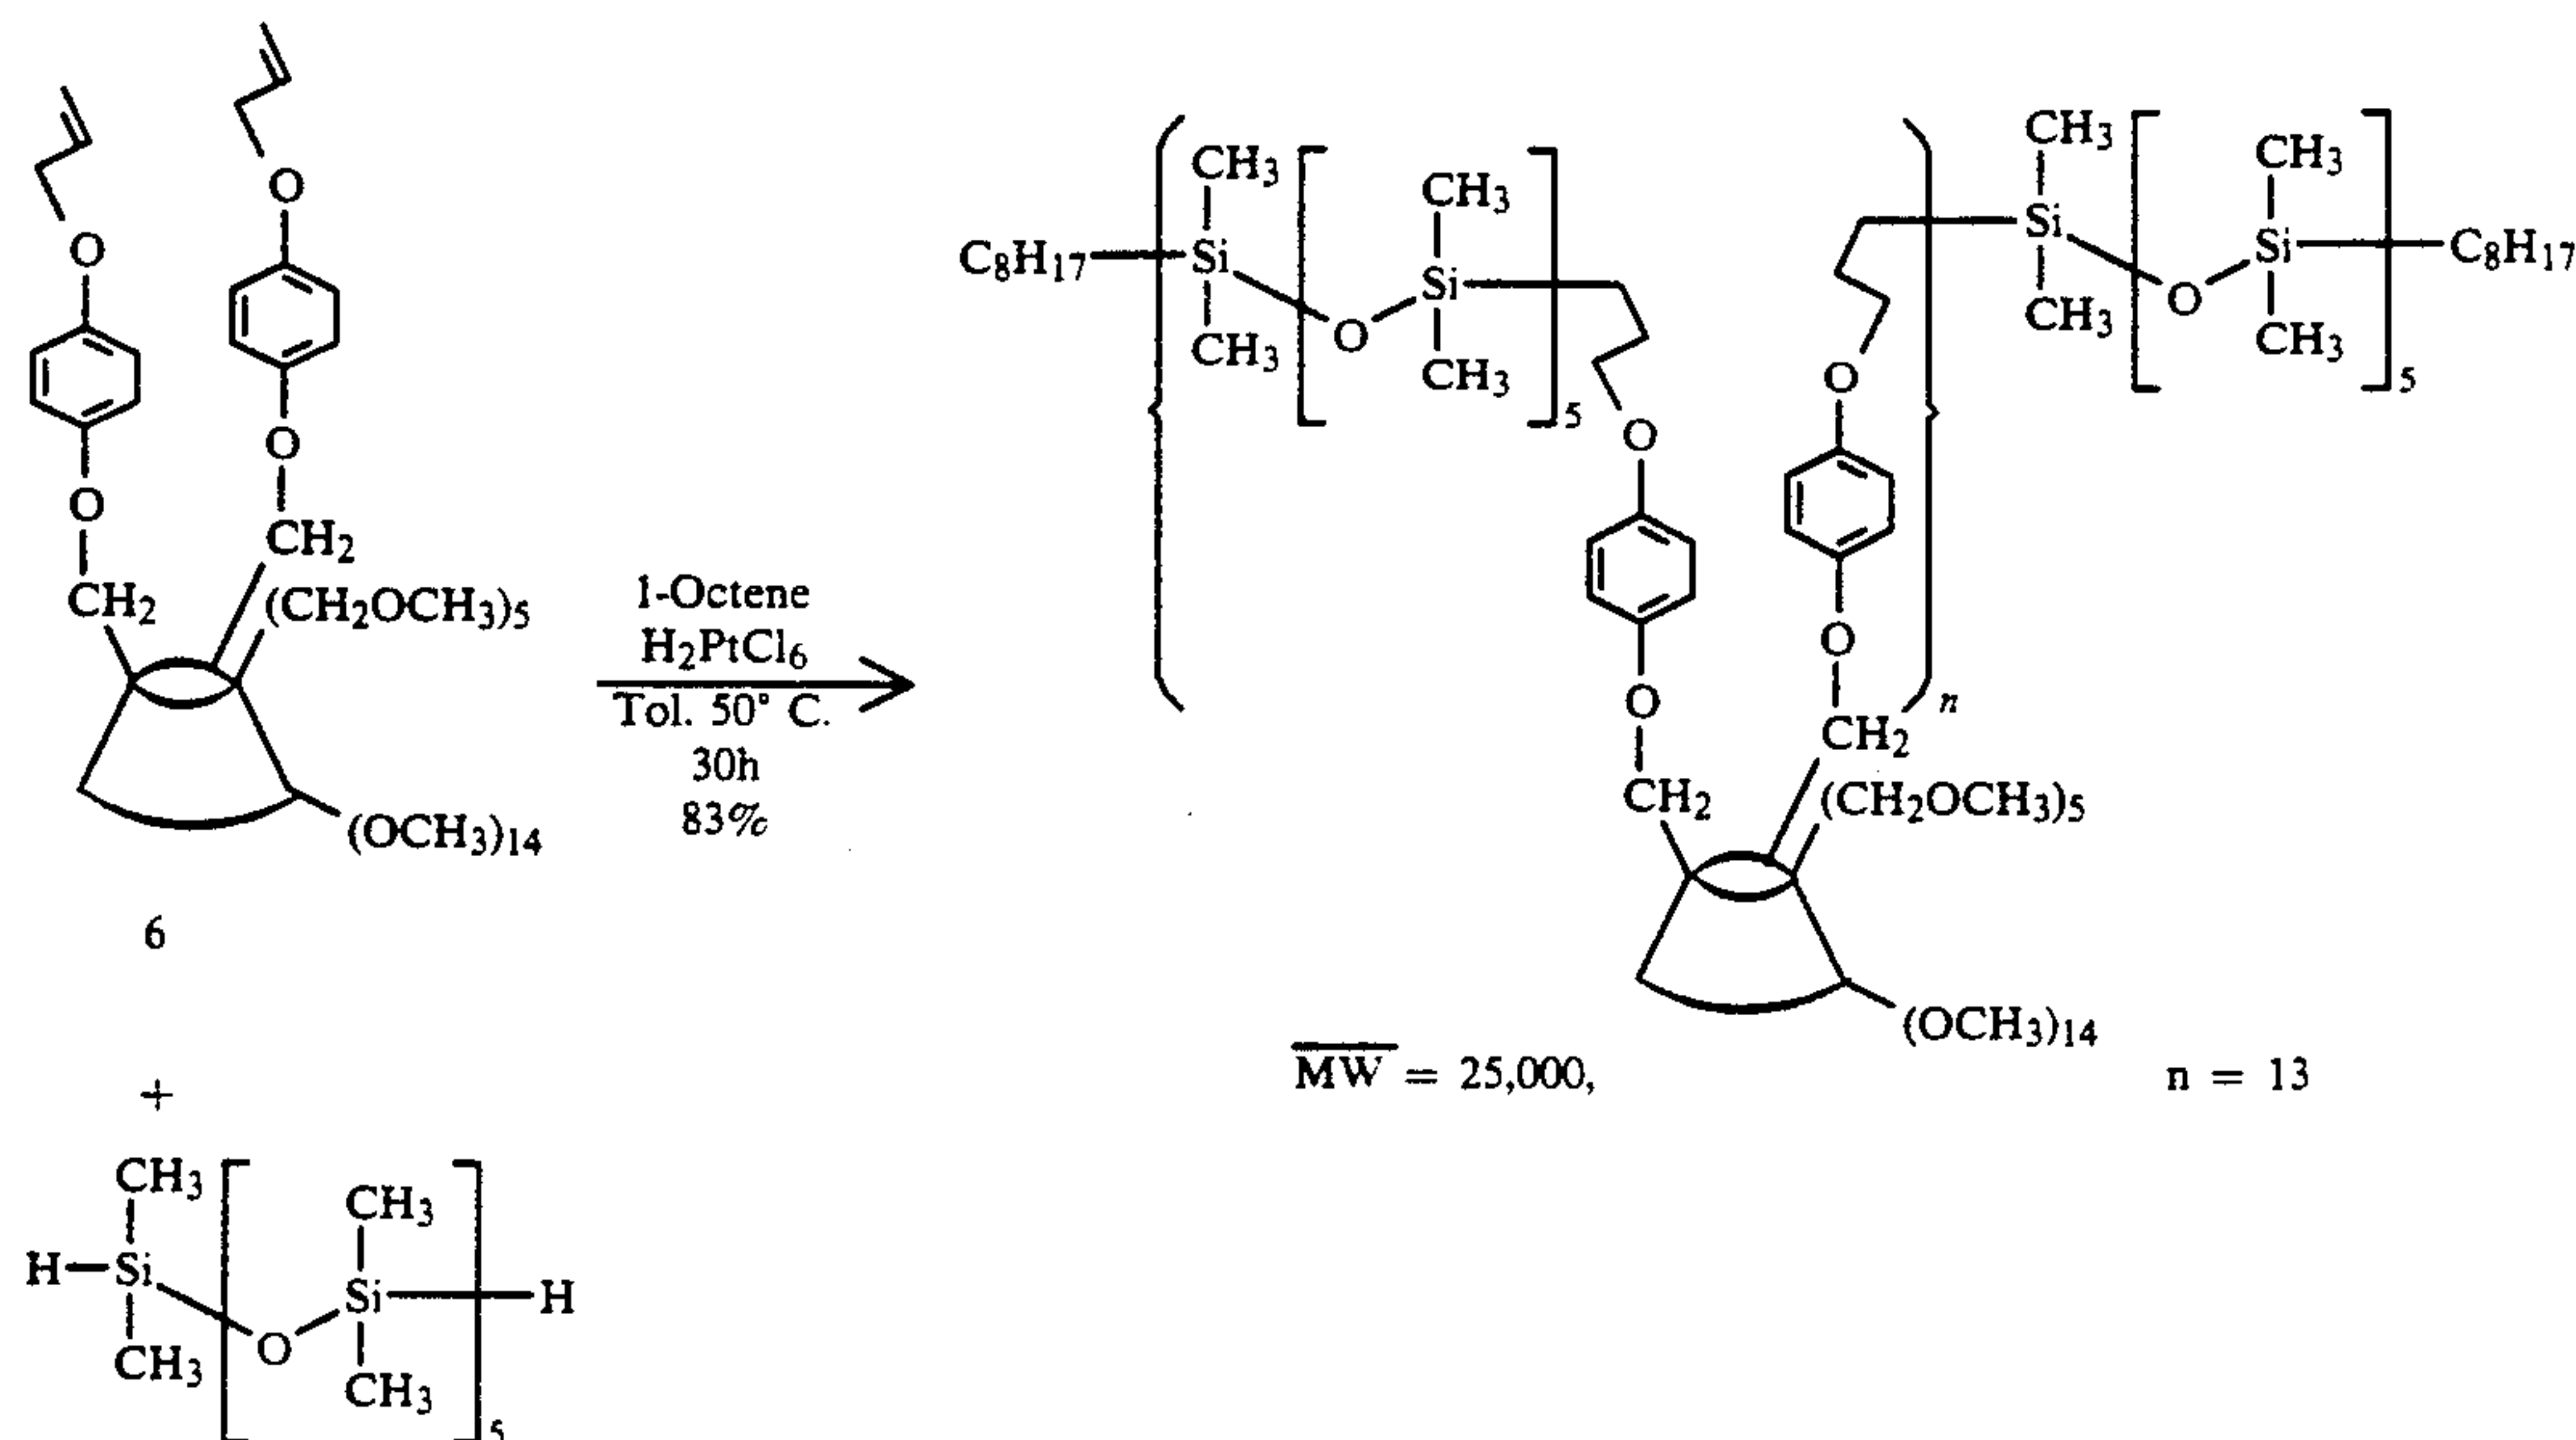 O
O
O
O
CH2
CH2
(CH2OCH3)5
(OCH3)14
6
+
CH3
H
Si
CH3
O
CH3
Si
CH3
H
5
1-Octene
H2PtCl6
Tol. 50° C.
30h
83%
C8H17
CH3
Si
CH3
O
CH3
Si
CH3
5
O
O
CH2
O
O
CH2
n
(CH2OCH3)5
(OCH3)14
CH3
Si
CH3
O
CH3
Si
CH3
5
C8H17
MW = 25,000,
n = 13